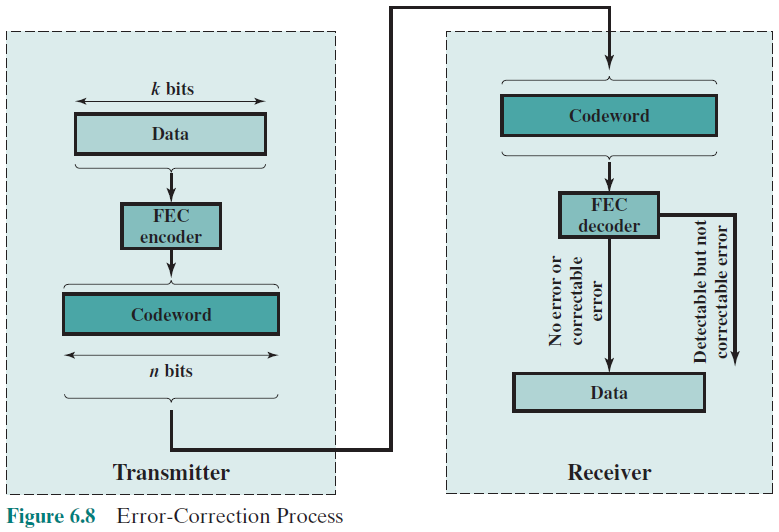 k bits
Data
FEC
encoder
Codeword
n bits
Transmitter
Codeword
FEC
decoder
No error or
correctable
error
Detectable but not
correctable error
Data
Receiver
Figure 6.8 Error-Correction Process